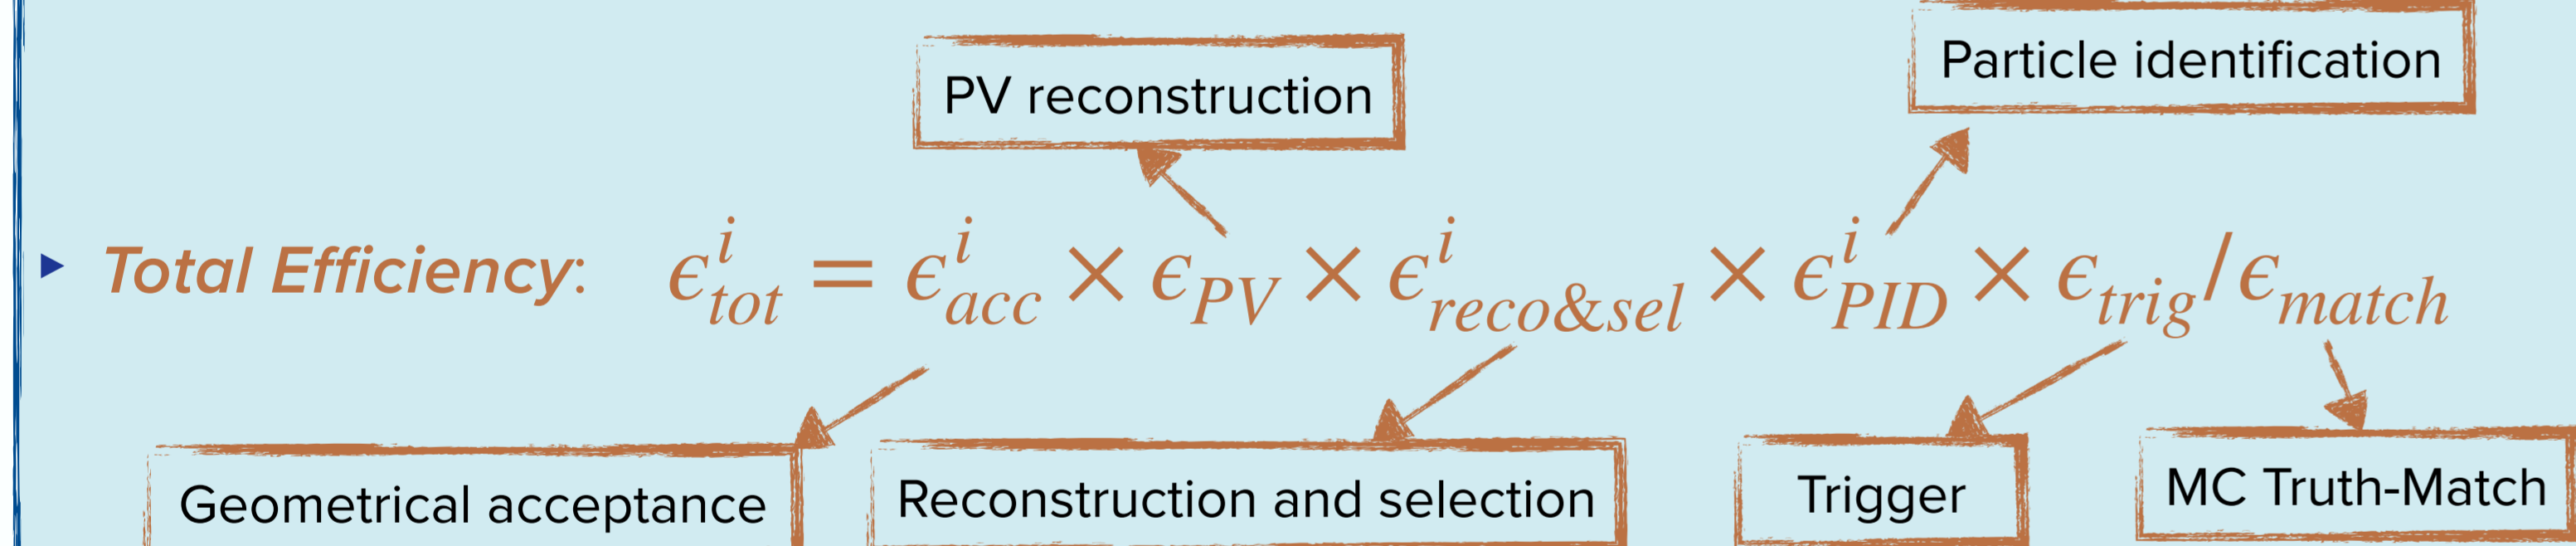 Particle identification
PV reconstruction
▸ Total Efficiency: ϵ^i_tot = ϵ^i_acc × ϵ_PV × ϵ^i_reco&sel × ϵ^i_PID × ϵ_trig/ϵ_match
Geometrical acceptance
Reconstruction and selection
Trigger
MC Truth-Match